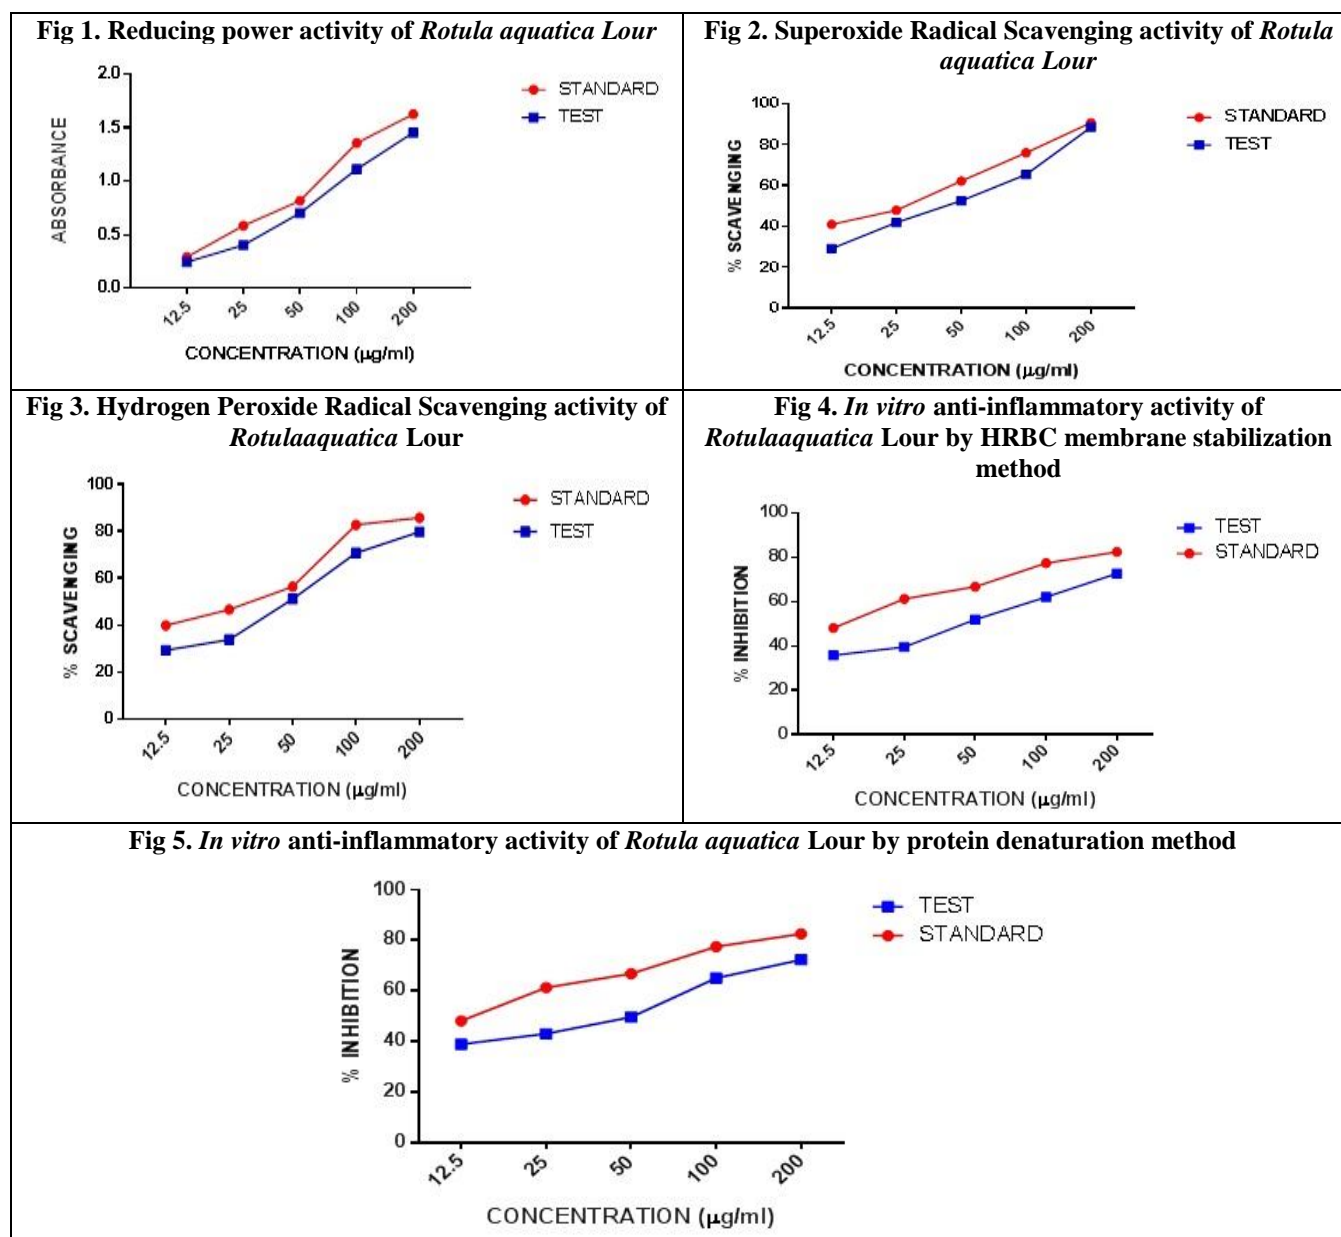 Fig 1. Reducing power activity of Rotula aquatica Lour
2.0
1.5
1.0
0.5
0.0
ABSORBANCE
12.5
25
50
100
200
CONCENTRATION (µg/ml)
STANDARD
TEST
Fig 2. Superoxide Radical Scavenging activity of Rotula
aquatica Lour
100
80
60
40
20
0
% SCAVENGING
12.5
25
50
100
200
CONCENTRATION (µg/ml)
STANDARD
TEST
Fig 3. Hydrogen Peroxide Radical Scavenging activity of
Rotulaaquatica Lour
100
80
60
40
20
0
% SCAVENGING
12.5
25
50
100
200
CONCENTRATION (µg/ml)
STANDARD
TEST
Fig 4. In vitro anti-inflammatory activity of
Rotulaaquatica Lour by HRBC membrane stabilization
method
100
80
60
40
20
0
% INHIBITION
12.5
25
50
100
200
CONCENTRATION (µg/ml)
TEST
STANDARD
Fig 5. In vitro anti-inflammatory activity of Rotula aquatica Lour by protein denaturation method
100
80
60
40
20
0
% INHIBITION
12.5
25
50
100
200
CONCENTRATION (µg/ml)
TEST
STANDARD